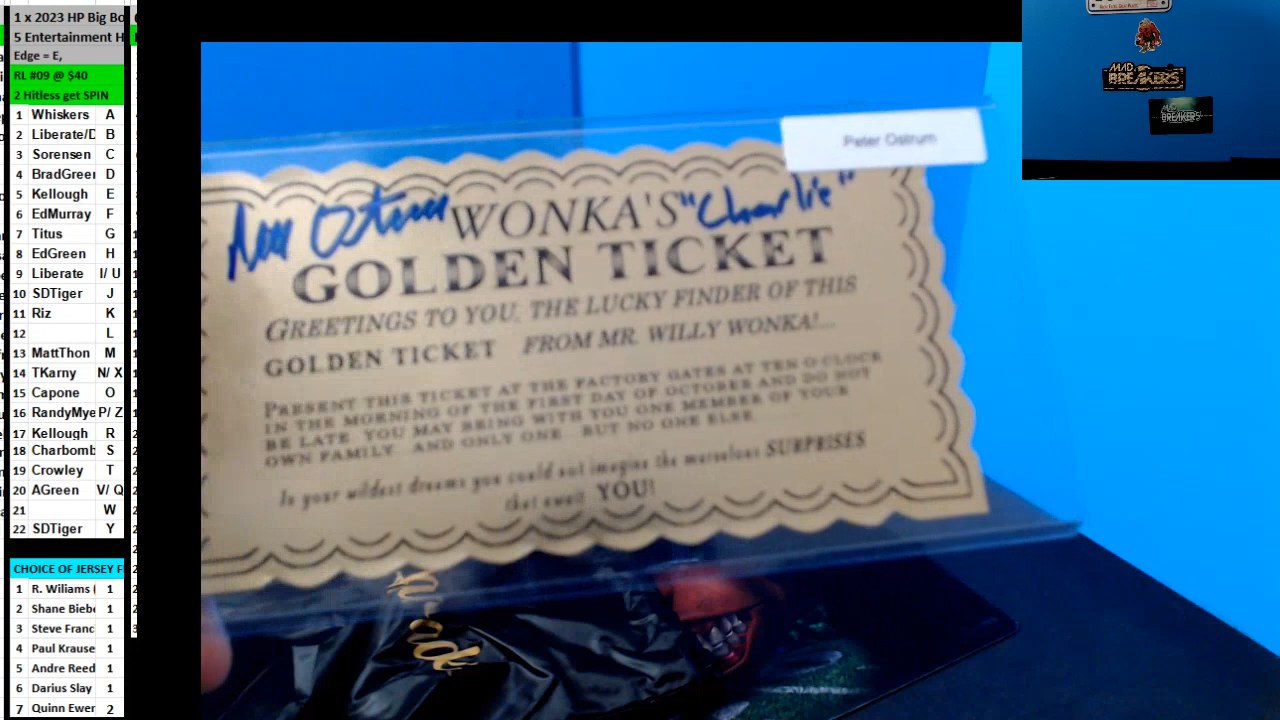 1 x 2023 HP Big Bo
5 Entertainment H
Edge = E,
RL #09 @ $40
2 Hitless get SPIN
1 Whiskers A
2 Liberate/D B
3 Sorensen C
4 BradGreen D
5 Kellough E
6 EdMurray F
7 Titus G
8 EdGreen H
9 Liberate I/ U
10 SDTiger J
11 Riz K
12 L
13 MattThon M
14 TKarny N/ X
15 Capone O
16 RandyMye P/ Z
17 Kellough R
18 Charbomb S
19 Crowley T
20 AGreen V/ Q
21 W
22 SDTiger Y
CHOICE OF JERSEY F
1 R. Wiliams ( 1
2 Shane Biebe 1
3 Steve Franc 1
4 Paul Krause 1
5 Andre Reed 1
6 Darius Slay 1
7 Quinn Ewer 2
Peter Ostrum
WONKA'S "Charlie"
GOLDEN TICKET
GREETINGS TO YOU, THE LUCKY FINDER OF THIS
GOLDEN TICKET FROM MR. WILLY WONKA!...
PRESENT THIS TICKET AT THE FACTORY GATES AT TEN O CLOCK
IN THE MORNING OF THE FIRST DAY OF OCTOBER AND DO NOT
BE LATE YOU MAY BRING WITH YOU ONE MEMBER OF YOUR
OWN FAMILY. AND ONLY ONE BUT NO ONE ELSE
In your wildest dreams you could not imagine the marvelous SURPRISES
that await YOU!
MAD
BREAKERS
MAD
BREAKERS